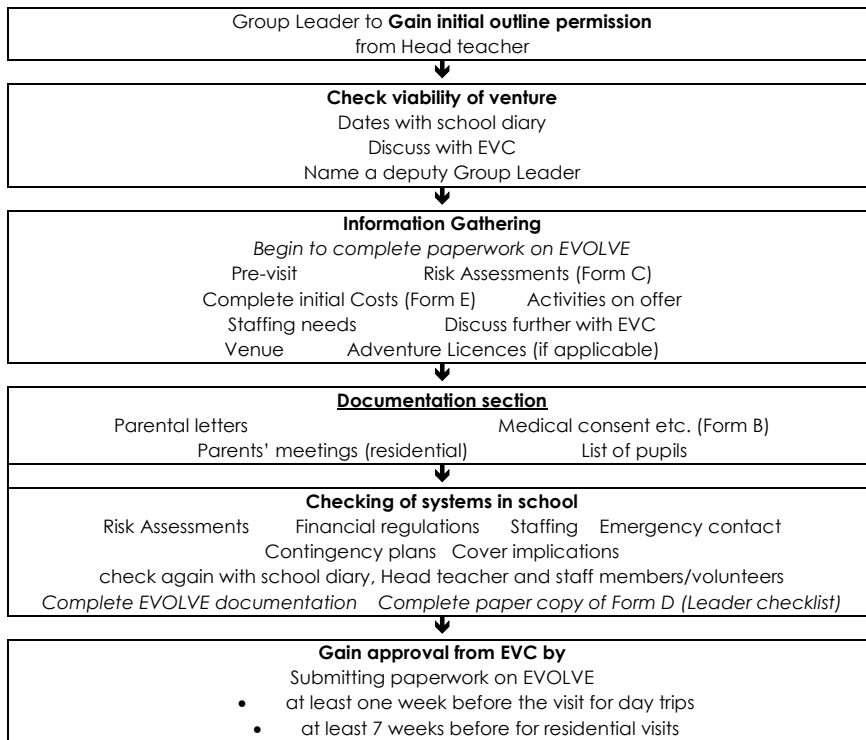 Group Leader to Gain initial outline permission
from Head teacher
Check viability of venture
Dates with school diary
Discuss with EVC
Name a deputy Group Leader
Information Gathering
Begin to complete paperwork on EVOLVE
Pre-visit Risk Assessments (Form C)
Complete initial Costs (Form E) Activities on offer
Staffing needs Discuss further with EVC
Venue Adventure Licences (if applicable)
Documentation section
Parental letters Medical consent etc. (Form B)
Parents' meetings (residential) List of pupils
Checking of systems in school
Risk Assessments Financial regulations Staffing Emergency contact
Contingency plans Cover implications
check again with school diary, Head teacher and staff members/volunteers
Complete EVOLVE documentation Complete paper copy of Form D (Leader checklist)
Gain approval from EVC by
Submitting paperwork on EVOLVE
• at least one week before the visit for day trips
• at least 7 weeks before for residential visits